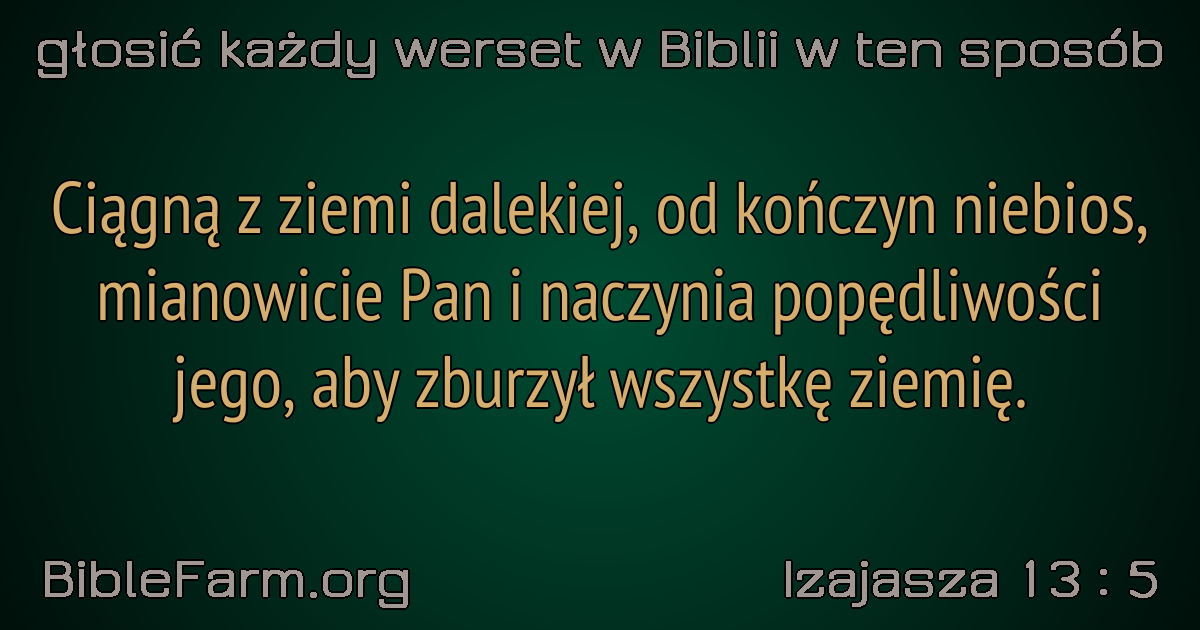 głosić każdy werset w Biblii w ten sposób
Ciągną z ziemi dalekiej, od kończyn niebios,
mianowicie Pan i naczynia popędliwości
jego, aby zburzył wszystkę ziemię.
BibleFarm.org
Izajasza 13 : 5